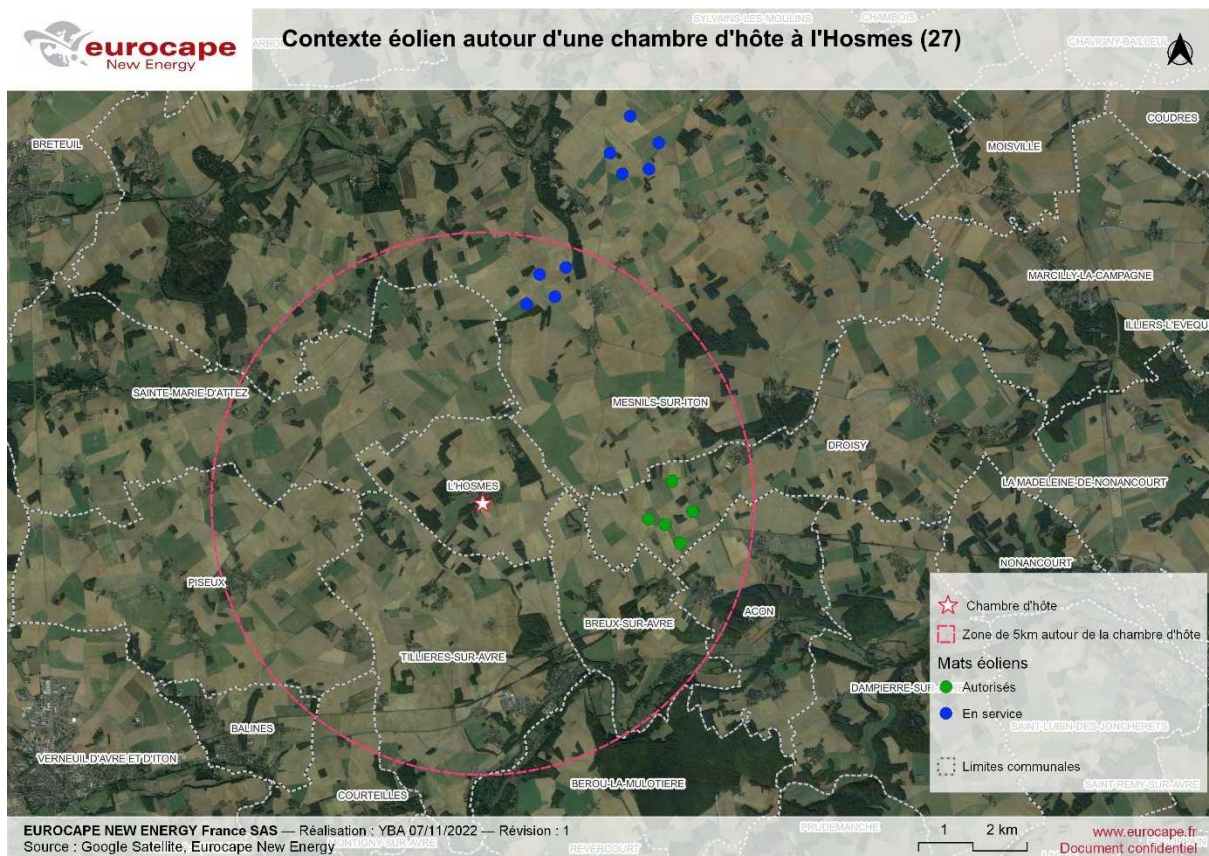 SYLVAINS-LES-MOULINS
CHAMBOIS
eurocape
New Energy
Contexte éolien autour d'une chambre d'hôte à l'Hosmes (27)
CHAVIGNY-BAILLEUL
COUDRES
BRETEUIL
MOISVILLE
MARCILLY-LA-CAMPAGNE
ILLIERS-L'EVEQU
SAINTE-MARIE-D'ATTEZ
MESNILS-SUR-ITON
DROISY
L'HOSMES
LA MADELEINE-DE-NONANCOURT
NONANCOURT
PISEUX
ACON
BREUX-SUR-AVRE
TILLIERES-SUR-AVRE
DAMPIERRE-SUR-
BALINES
VERNEUIL D'AVRE ET D'ITON
BEROU-LA-MULOTIERE
COURTEILLES
Chambre d'hôte
Zone de 5km autour de la chambre d'hôte
Mats éoliens
Autorisés
En service
SAINT-LUBIN-DES-JONCHERETS
Limites communales
SAINT-REMY-SUR-AVRE
EUROCAPE NEW ENERGY France SAS — Réalisation : YBA 07/11/2022 — Révision : 1
Source : Google Satellite, Eurocape New Energy
MONTIGNY-SUR-AVRE
REVERCOURT
PRUDEMANCHE
1 2 km
www.eurocape.fr
Document confidentiel